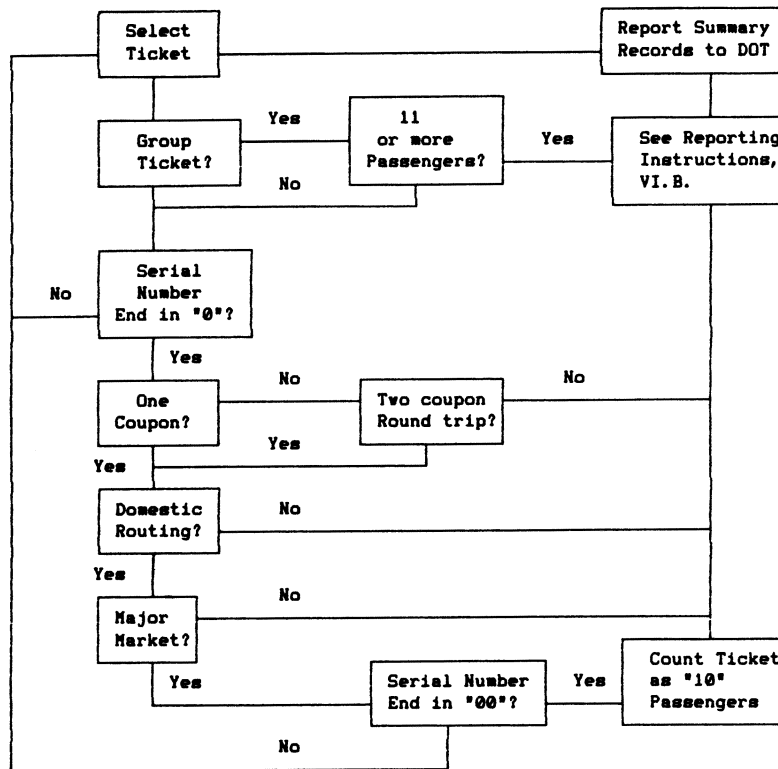 Select
Ticket
Report Summary
Records to DOT
Group
Ticket?
Yes
11
or more
Passengers?
Yes
See Reporting
Instructions,
VI.B.
No
Serial
Number
End in "0"?
No
Yes
One
Coupon?
No
Two coupon
Round trip?
No
Yes
Yes
Domestic
Routing?
No
Yes
Major
Market?
No
Yes
Serial Number
End in "00"?
Yes
Count Ticket
as "10"
Passengers
No